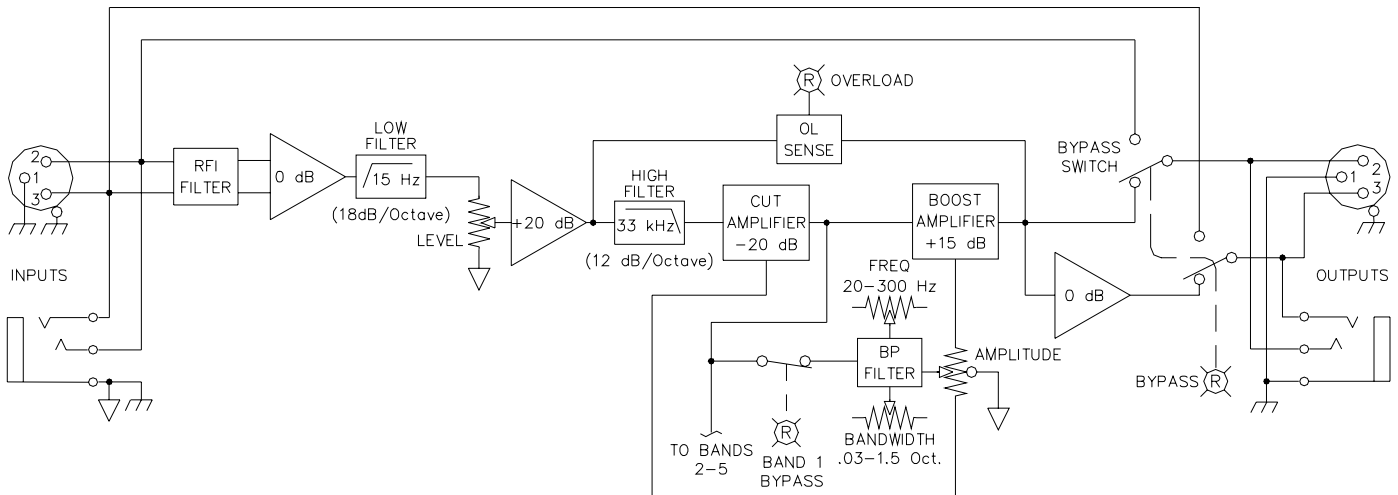 OVERLOAD
R
OL
SENSE
LOW
FILTER
15 Hz
(18dB/Octave)
RFI
FILTER
0 dB
2
1
3
INPUTS
LEVEL
+20 dB
HIGH
FILTER
33 kHz
(12 dB/Octave)
CUT
AMPLIFIER
-20 dB
BOOST
AMPLIFIER
+15 dB
BYPASS
SWITCH
2
1
3
OUTPUTS
0 dB
FREQ
20-300 Hz
BP
FILTER
AMPLITUDE
BANDWIDTH
.03-1.5 Oct.
TO BANDS
2-5
R
BAND 1
BYPASS
BYPASS
R